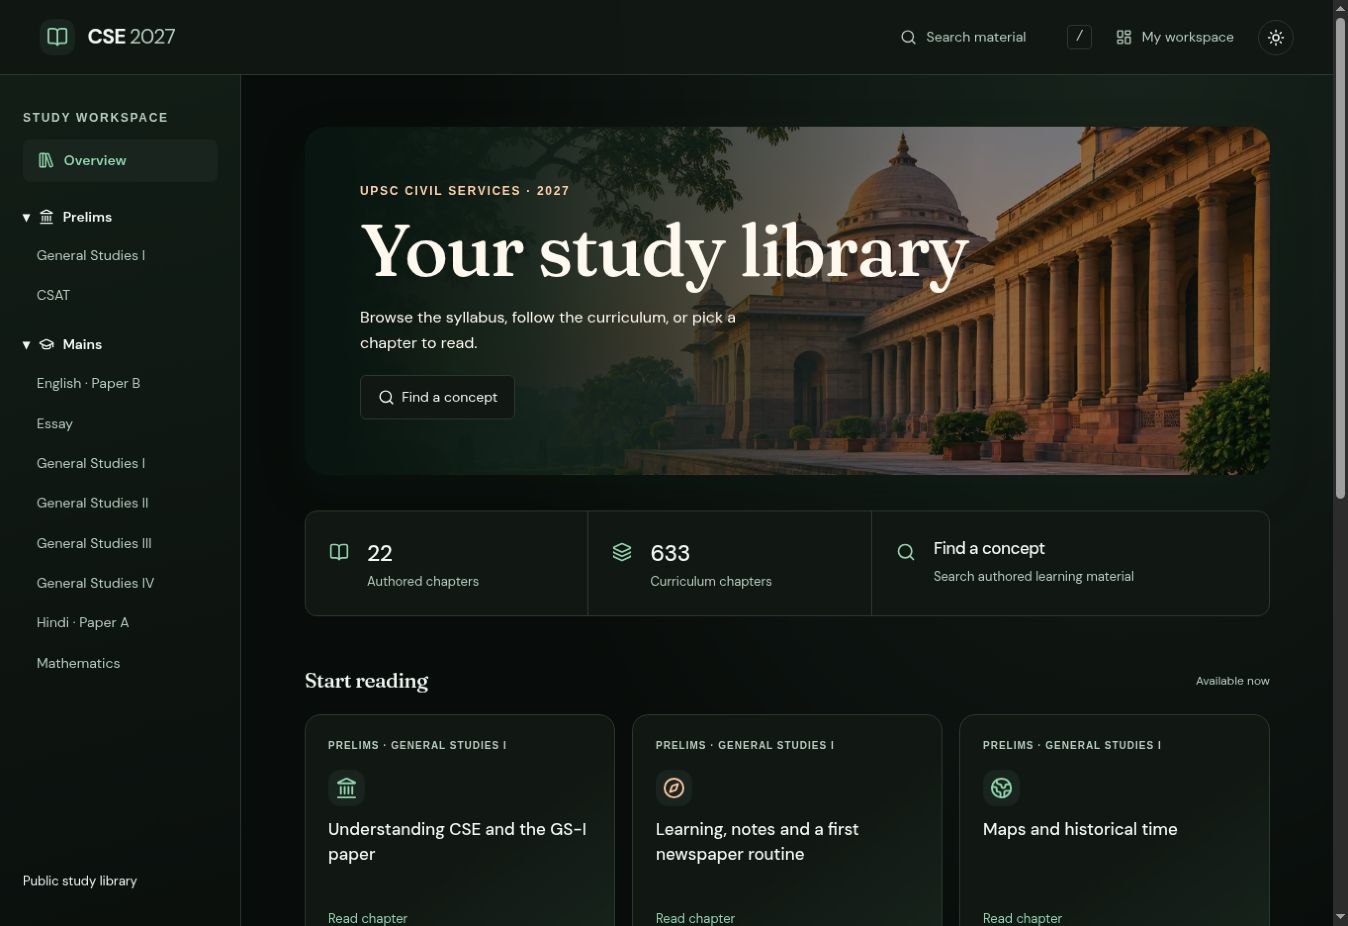 CSE 2027
Search material
/
My workspace
STUDY WORKSPACE
Overview
Prelims
General Studies I
CSAT
Mains
English · Paper B
Essay
General Studies I
General Studies II
General Studies III
General Studies IV
Hindi · Paper A
Mathematics
Public study library
UPSC CIVIL SERVICES · 2027
Your study library
Browse the syllabus, follow the curriculum, or pick a
chapter to read.
Find a concept
22
Authored chapters
633
Curriculum chapters
Find a concept
Search authored learning material
Start reading
Available now
PRELIMS · GENERAL STUDIES I
Understanding CSE and the GS-I
paper
Read chapter
PRELIMS · GENERAL STUDIES I
Learning, notes and a first
newspaper routine
Read chapter
PRELIMS · GENERAL STUDIES I
Maps and historical time
Read chapter